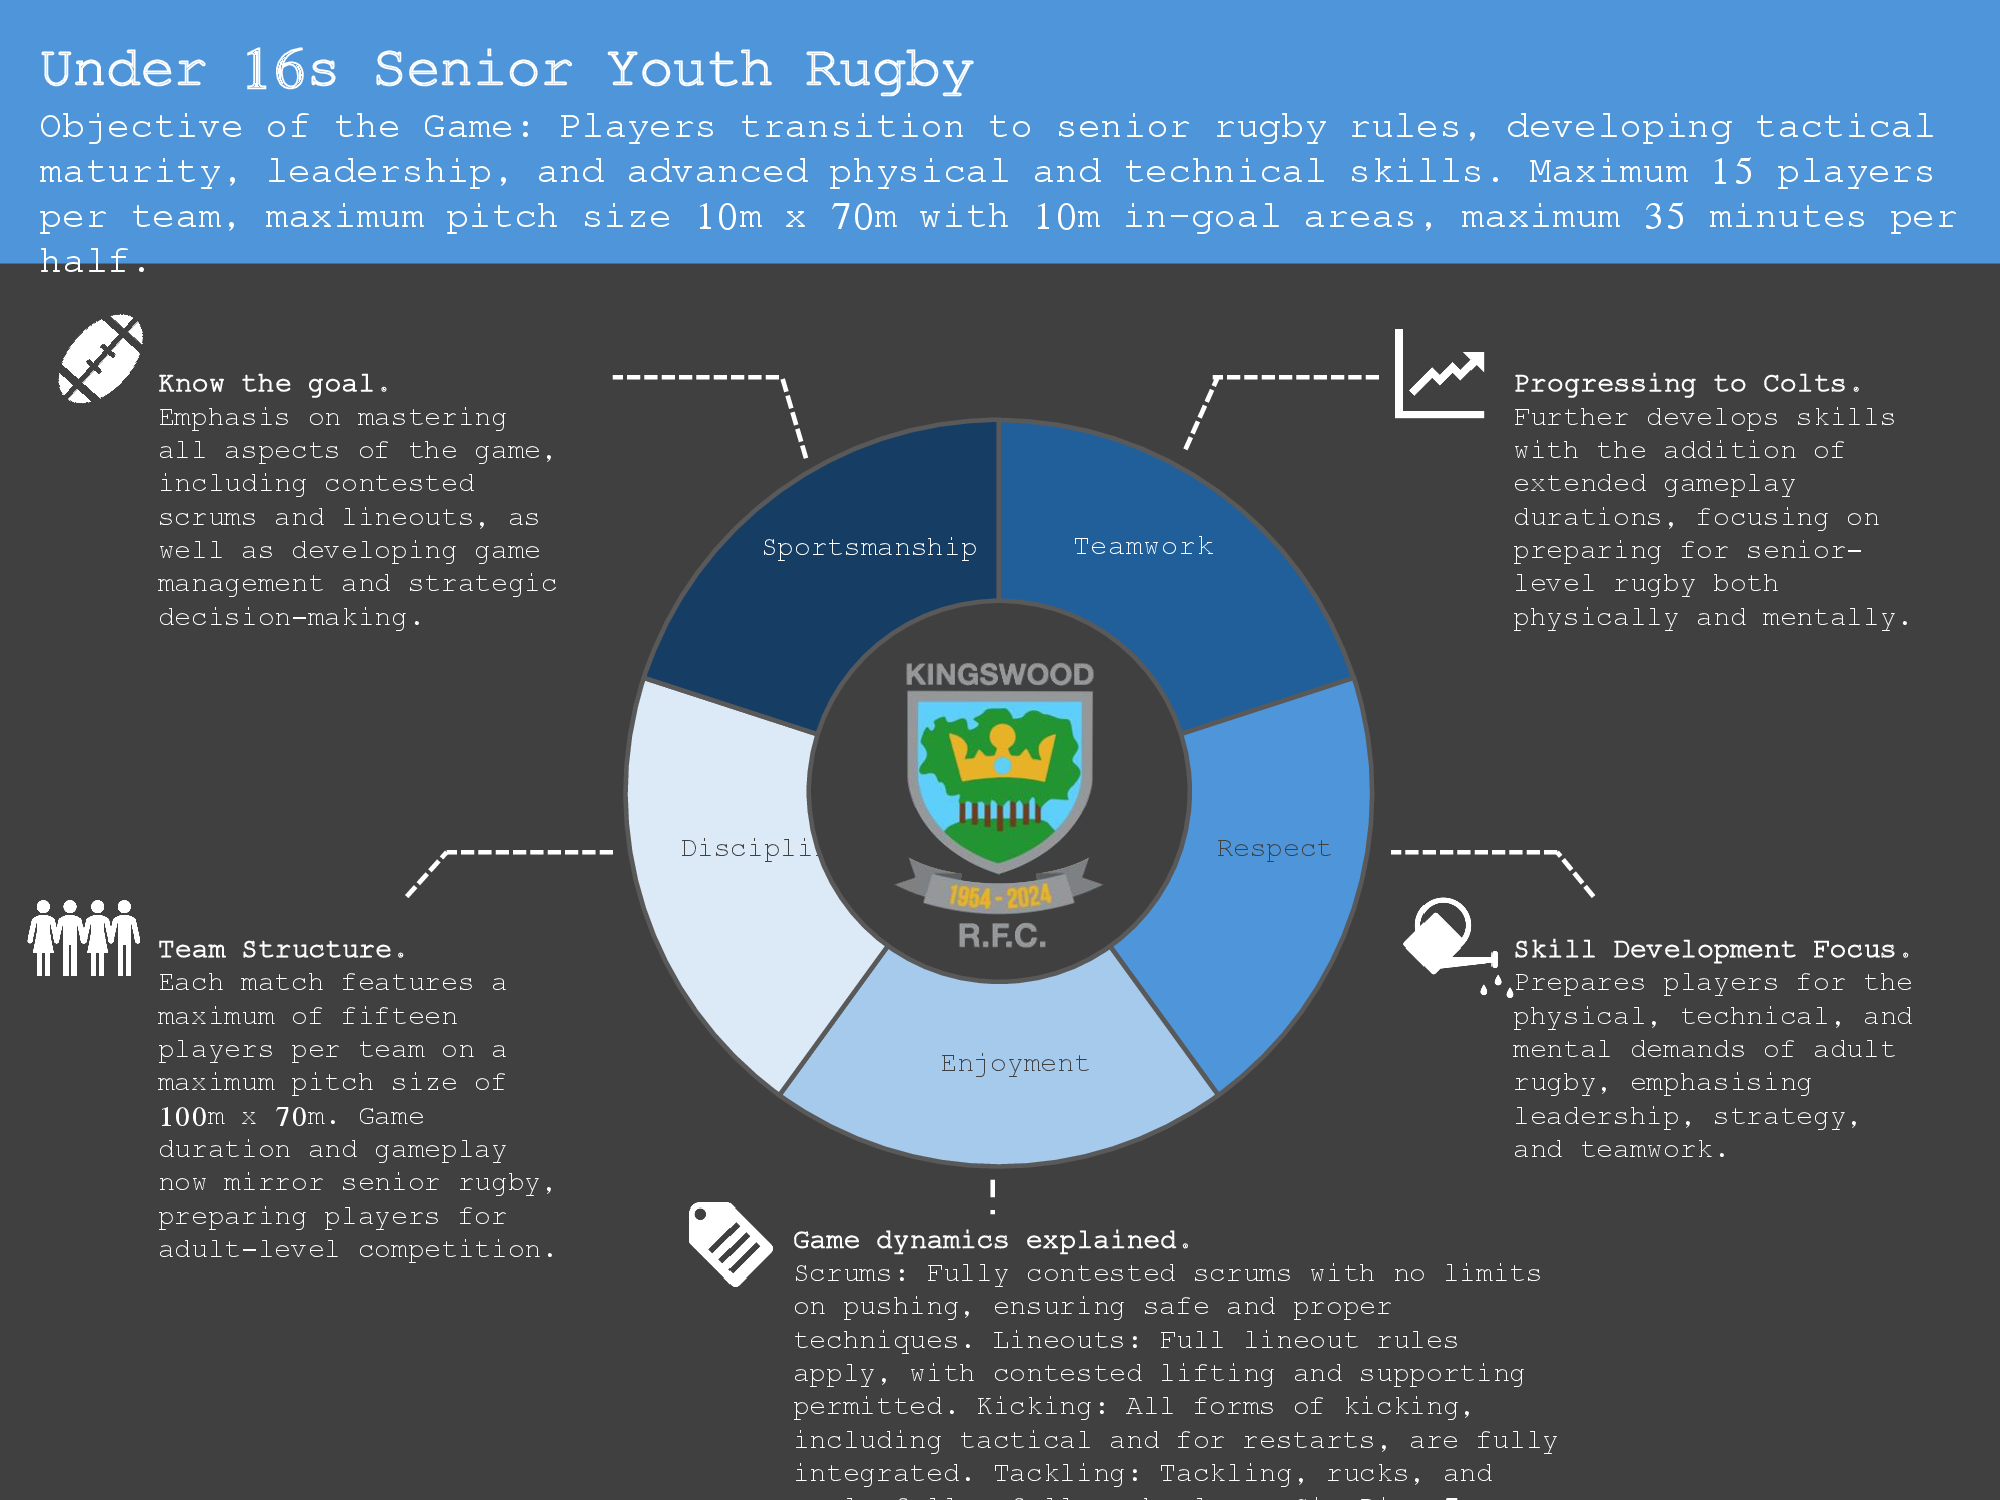 Under 16s Senior Youth Rugby
Objective of the Game: Players transition to senior rugby rules, developing tactical
maturity, leadership, and advanced physical and technical skills. Maximum 15 players
per team, maximum pitch size 10m x 70m with 10m in-goal areas, maximum 35 minutes per
half.
Know the goal.
Emphasis on mastering
all aspects of the game,
including contested
scrums and lineouts, as
well as developing game
management and strategic
decision-making.
Progressing to Colts.
Further develops skills
with the addition of
extended gameplay
durations, focusing on
preparing for senior-
level rugby both
physically and mentally.
Sportsmanship
Teamwork
Discipli
Respect
Enjoyment
KINGSWOOD
1954 - 2024
R.F.C.
Team Structure.
Each match features a
maximum of fifteen
players per team on a
maximum pitch size of
100m x 70m. Game
duration and gameplay
now mirror senior rugby,
preparing players for
adult-level competition.
Skill Development Focus.
Prepares players for the
physical, technical, and
mental demands of adult
rugby, emphasising
leadership, strategy,
and teamwork.
Game dynamics explained.
Scrums: Fully contested scrums with no limits
on pushing, ensuring safe and proper
techniques. Lineouts: Full lineout rules
apply, with contested lifting and supporting
permitted. Kicking: All forms of kicking,
including tactical and for restarts, are fully
integrated. Tackling: Tackling, rucks, and